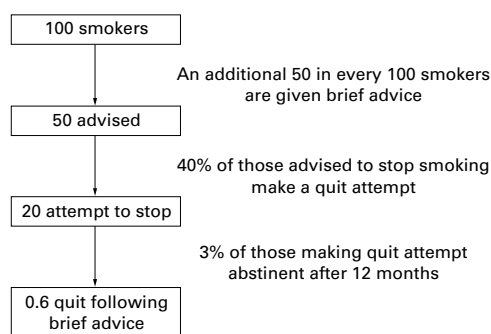 100 smokers
An additional 50 in every 100 smokers
are given brief advice
50 advised
40% of those advised to stop smoking
make a quit attempt
20 attempt to stop
3% of those making quit attempt
abstinent after 12 months
0.6 quit following
brief advice